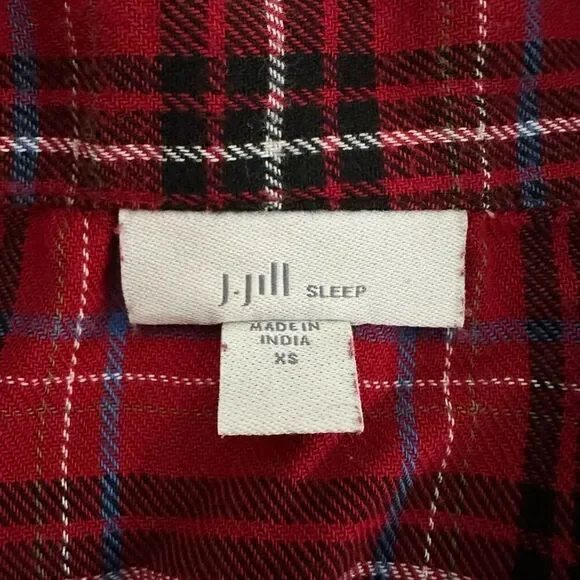 J.Jill SLEEP
MADE IN
INDIA
XS